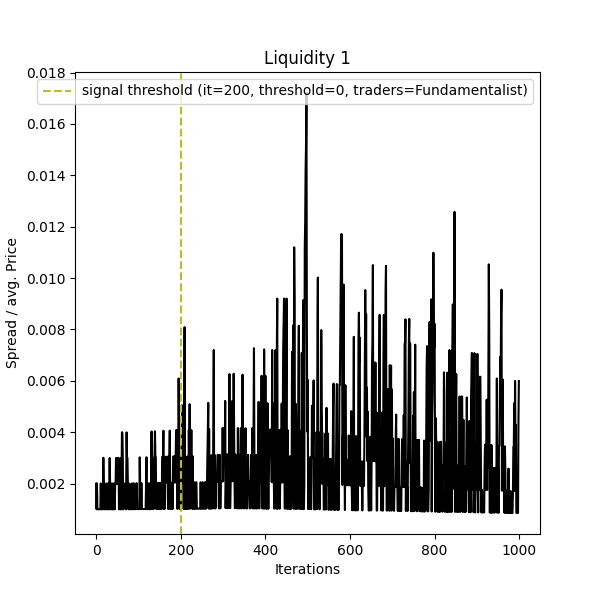 Liquidity 1
signal threshold (it=200, threshold=0, traders=Fundamentalist)
0.018
0.016
0.014
0.012
0.010
0.008
0.006
0.004
0.002
Spread / avg. Price
0 200 400 600 800 1000
Iterations